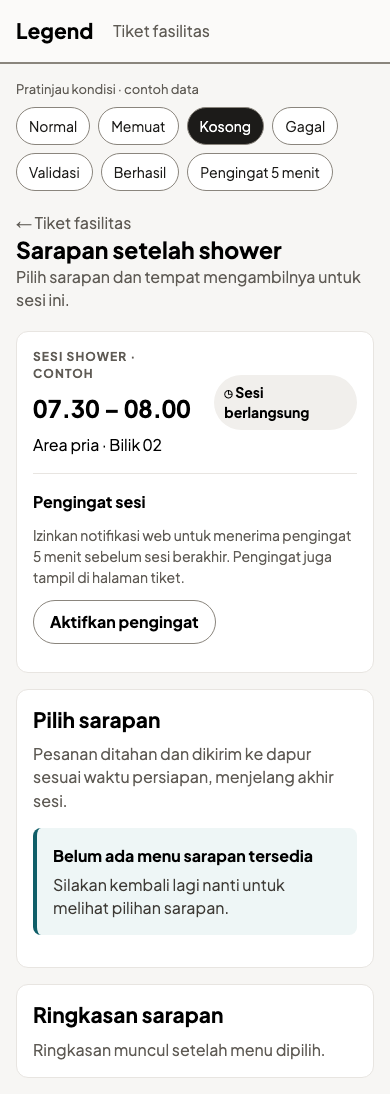 Legend Tiket fasilitas
Pratinjau kondisi · contoh data
Normal Memuat Kosong Gagal
Validasi Berhasil Pengingat 5 menit
← Tiket fasilitas
Sarapan setelah shower
Pilih sarapan dan tempat mengambilnya untuk
sesi ini.
SESI SHOWER ·
CONTOH
07.30 – 08.00
Area pria · Bilik 02
◷ Sesi
berlangsung
Pengingat sesi
Izinkan notifikasi web untuk menerima pengingat
5 menit sebelum sesi berakhir. Pengingat juga
tampil di halaman tiket.
Aktifkan pengingat
Pilih sarapan
Pesanan ditahan dan dikirim ke dapur
sesuai waktu persiapan, menjelang akhir
sesi.
Belum ada menu sarapan tersedia
Silakan kembali lagi nanti untuk
melihat pilihan sarapan.
Ringkasan sarapan
Ringkasan muncul setelah menu dipilih.